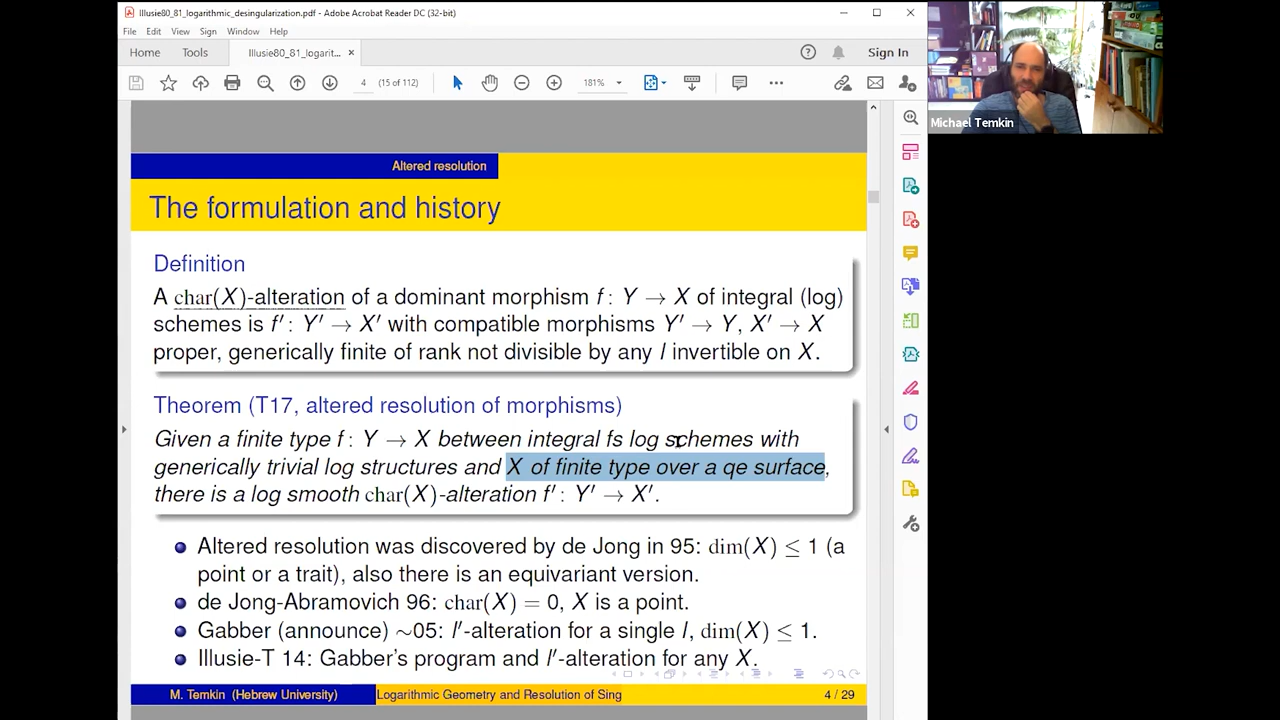 Illusie80_81_logarithmic_desingularization.pdf - Adobe Acrobat Reader DC (32-bit)
File Edit View Sign Window Help
Home Tools Illusie80_81_logarit... × Sign In
4 (15 of 112) 181%
Michael Temkin
Altered resolution
The formulation and history
Definition
A char(X)-alteration of a dominant morphism f : Y → X of integral (log)
schemes is f′ : Y′ → X′ with compatible morphisms Y′ → Y, X′ → X
proper, generically finite of rank not divisible by any l invertible on X.
Theorem (T17, altered resolution of morphisms)
Given a finite type f : Y → X between integral fs log schemes with
generically trivial log structures and X of finite type over a qe surface,
there is a log smooth char(X)-alteration f′ : Y′ → X′.
Altered resolution was discovered by de Jong in 95: dim(X) ≤ 1 (a
point or a trait), also there is an equivariant version.
de Jong-Abramovich 96: char(X) = 0, X is a point.
Gabber (announce) ~05: l′-alteration for a single l, dim(X) ≤ 1.
Illusie-T 14: Gabber's program and l′-alteration for any X.
M. Temkin (Hebrew University) Logarithmic Geometry and Resolution of Sing 4 / 29